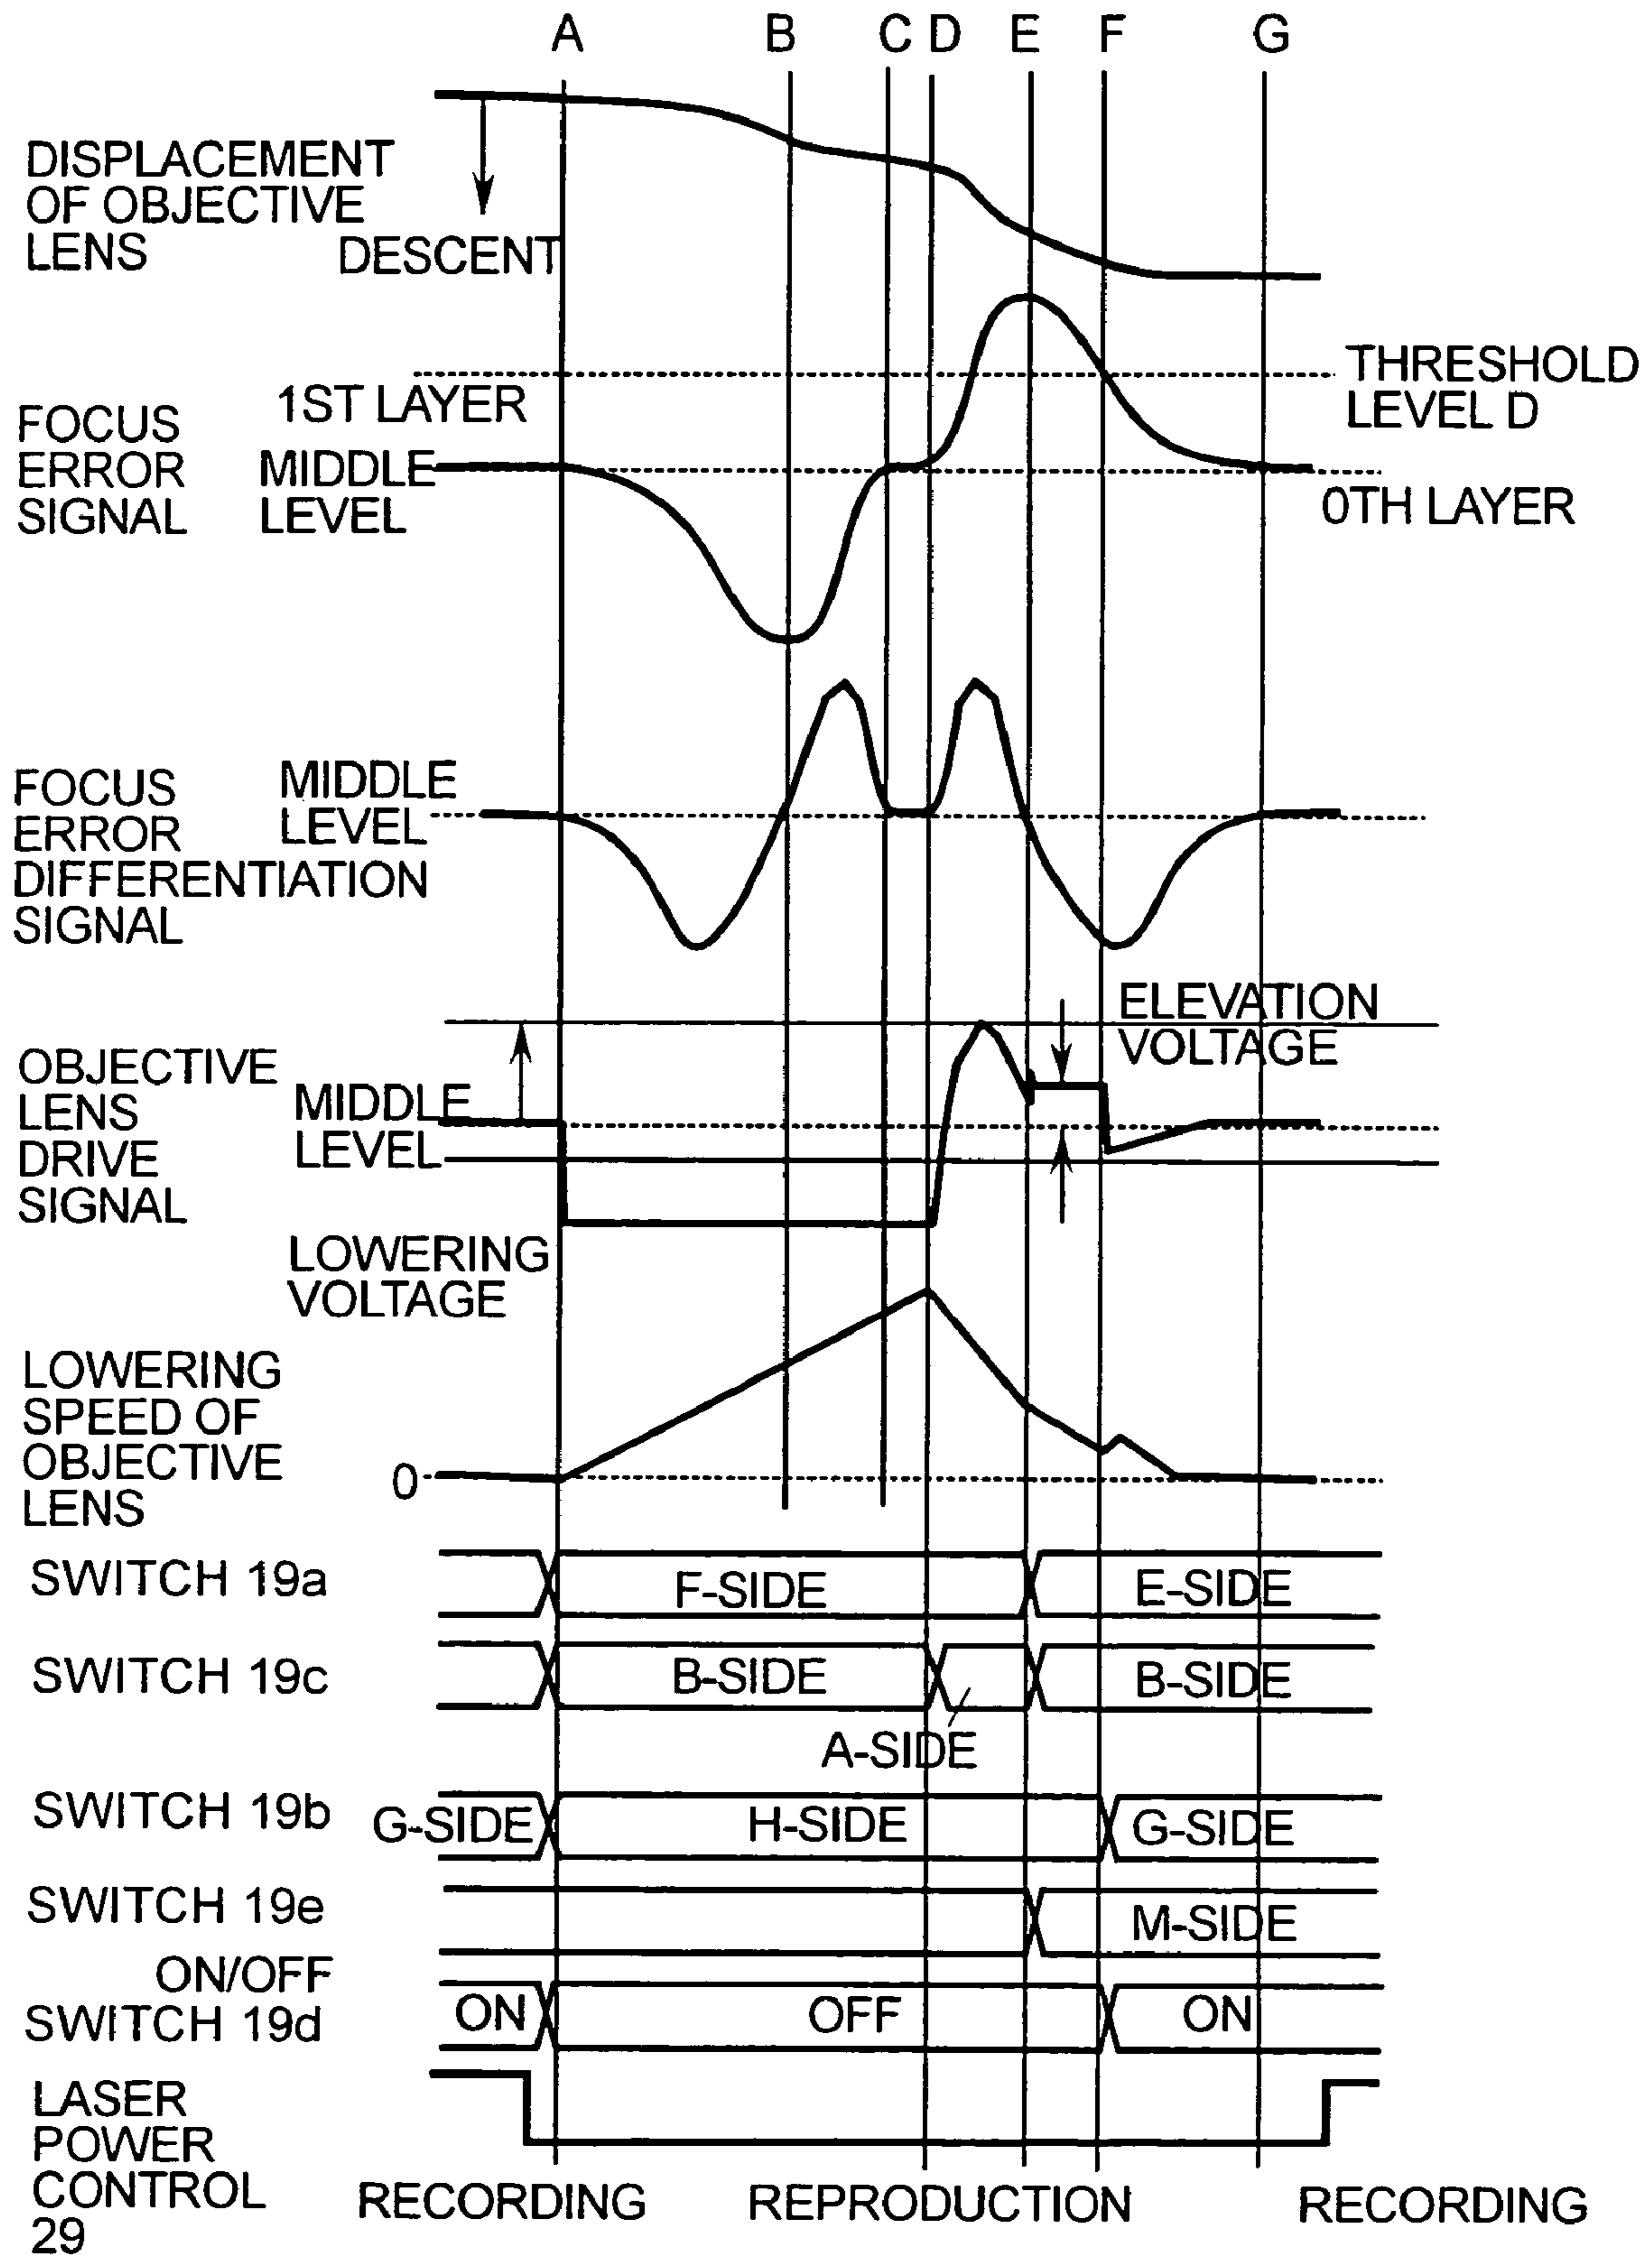 A B C D E F G
DISPLACEMENT
OF OBJECTIVE
LENS
DESCENT
THRESHOLD
LEVEL D
1ST LAYER
FOCUS
ERROR
SIGNAL
MIDDLE
LEVEL
0TH LAYER
FOCUS
ERROR
DIFFERENTIATION
SIGNAL
MIDDLE
LEVEL
ELEVATION
VOLTAGE
OBJECTIVE
LENS
DRIVE
SIGNAL
MIDDLE
LEVEL
LOWERING
VOLTAGE
LOWERING
SPEED OF
OBJECTIVE
LENS
0
SWITCH 19a
F-SIDE
E-SIDE
SWITCH 19c
B-SIDE
B-SIDE
A-SIDE
SWITCH 19b
G-SIDE
H-SIDE
G-SIDE
SWITCH 19e
M-SIDE
ON/OFF
SWITCH 19d
ON
OFF
ON
LASER
POWER
CONTROL
29
RECORDING
REPRODUCTION
RECORDING